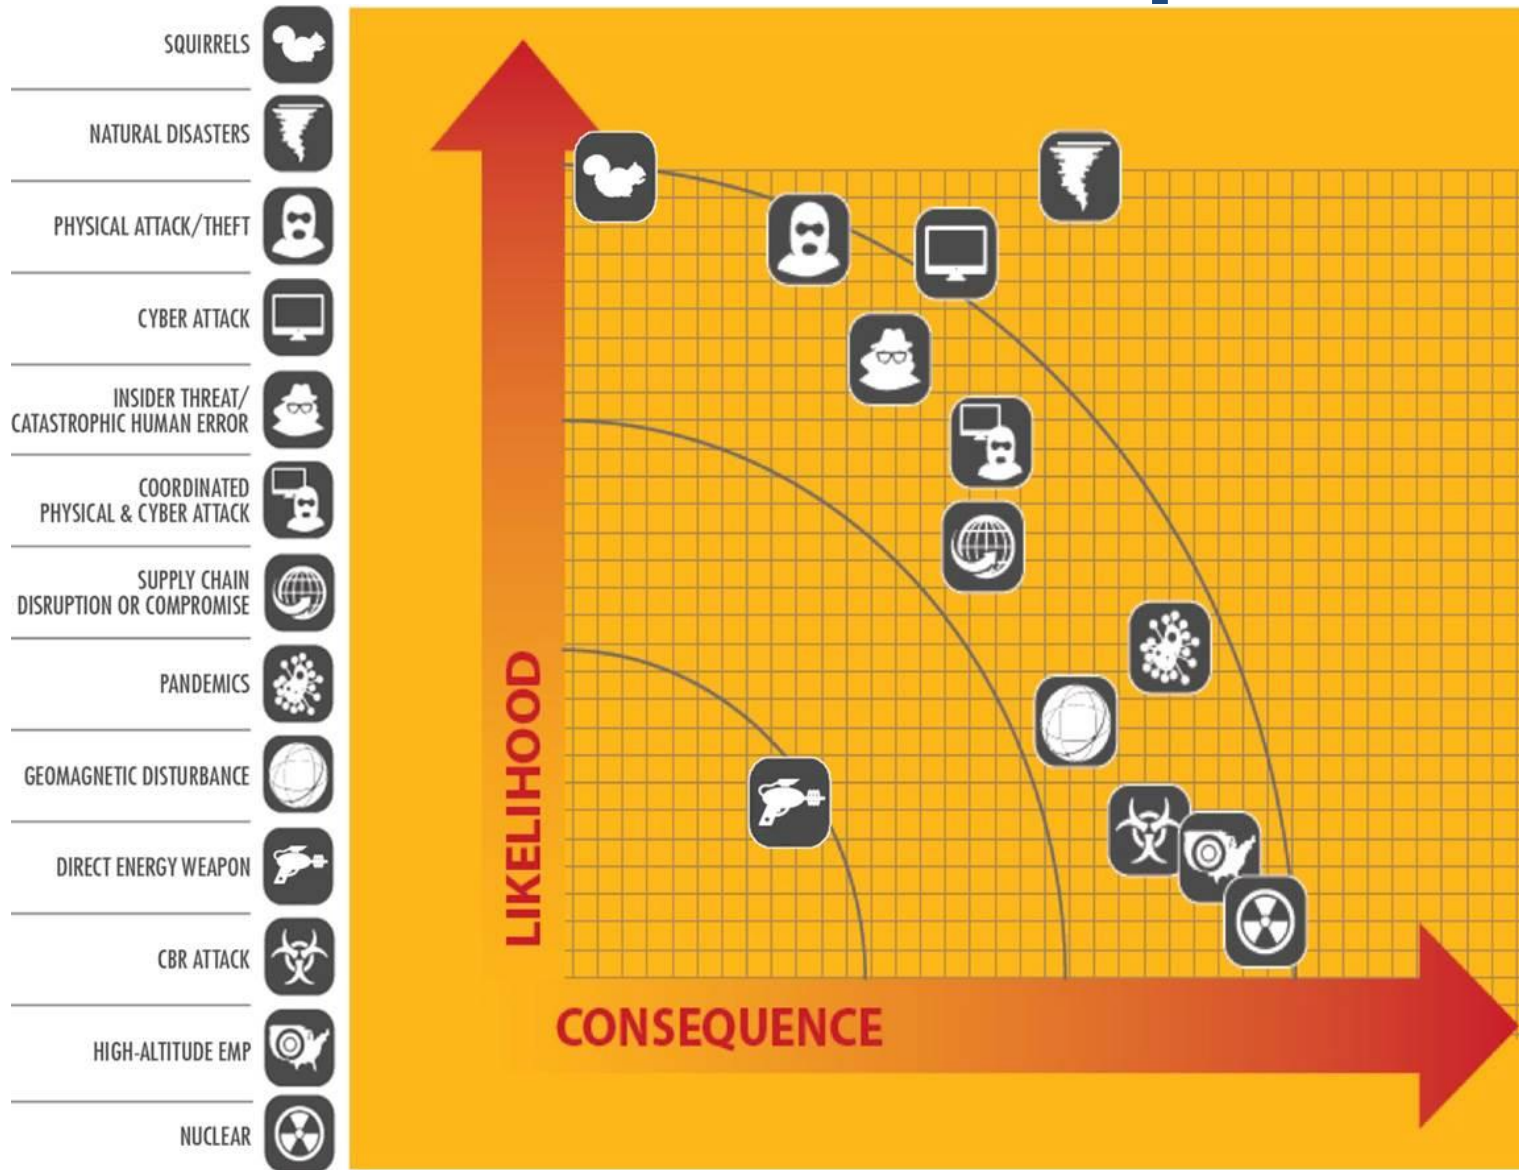 SQUIRRELS
NATURAL DISASTERS
PHYSICAL ATTACK/THEFT
CYBER ATTACK
INSIDER THREAT/
CATASTROPHIC HUMAN ERROR
COORDINATED
PHYSICAL & CYBER ATTACK
SUPPLY CHAIN
DISRUPTION OR COMPROMISE
PANDEMICS
GEOMAGNETIC DISTURBANCE
DIRECT ENERGY WEAPON
CBR ATTACK
HIGH-ALTITUDE EMP
NUCLEAR
LIKELIHOOD
CONSEQUENCE